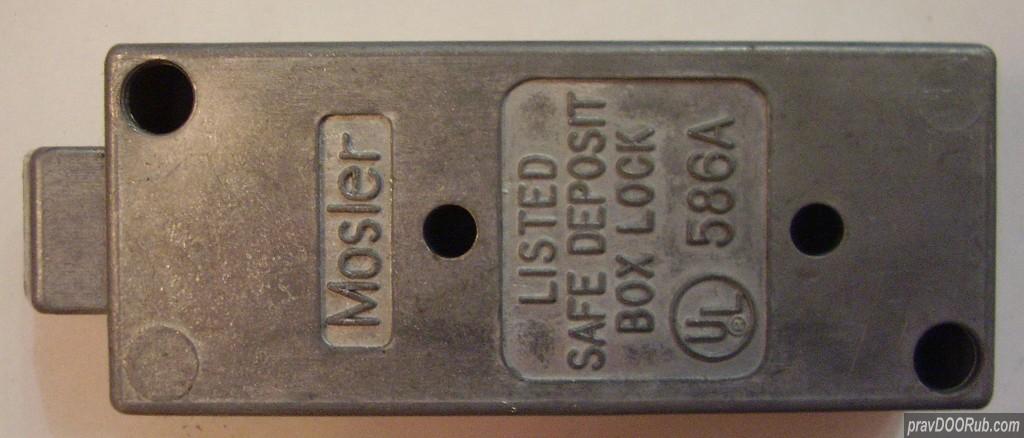 Mosler
LISTED
SAFE DEPOSIT
BOX LOCK
UL® 586A
pravDOORub.com